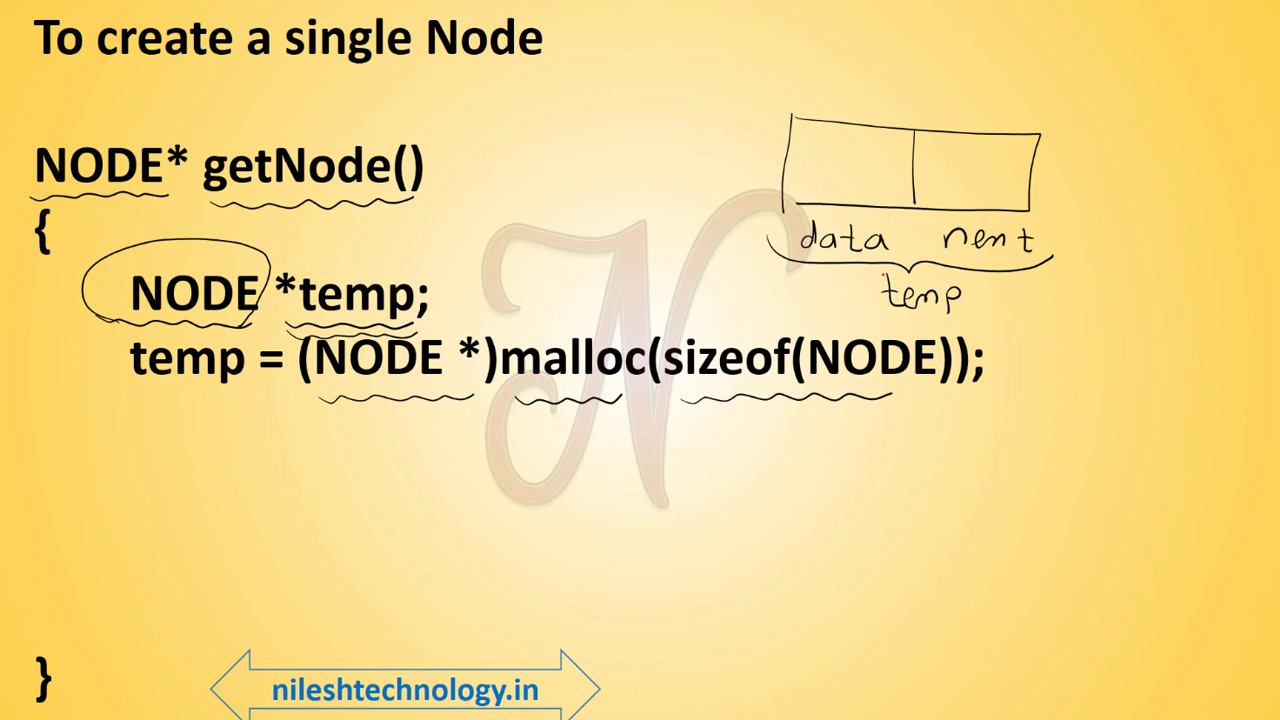 To create a single Node
NODE* getNode()
{
NODE *temp;
temp = (NODE *)malloc(sizeof(NODE));
data next
temp
}
nileshtechnology.in
N